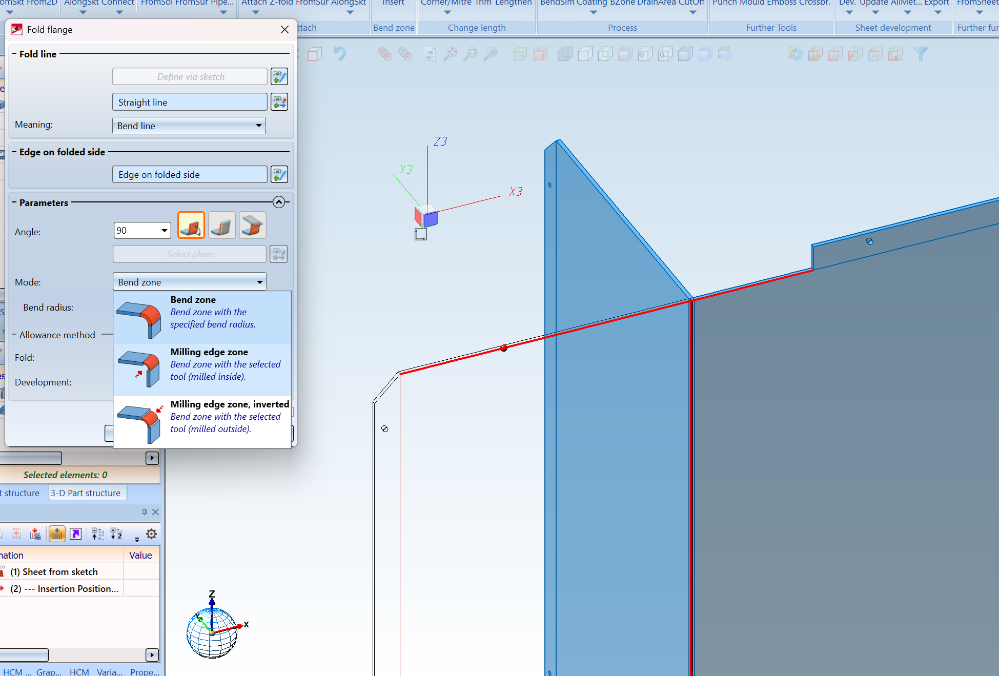 omSkt From2D AlongSkt Connect FromSol FromSur Pipe... Attach Z-fold FromSur AlongSkt Insert Corner/Mitre Trim Lengthen BendSim Coating BZone DrainArea CutOff Punch Mould Emboss Crossbr. Dev. Update AllMet... Export FromSheet
ttach Bend zone Change length Process Further Tools Sheet development Further fur
Fold flange
Fold line
Define via sketch
Straight line
Meaning: Bend line
Edge on folded side
Edge on folded side
Parameters
Angle: 90
Select plane
Mode: Bend zone
Bend zone
Bend zone with the
specified bend radius.
Bend radius:
Allowance method
Milling edge zone
Bend zone with the selected
tool (milled inside).
Fold:
Development:
Milling edge zone, inverted
Bend zone with the selected
tool (milled outside).
Selected elements: 0
t structure 3-D Part structure
nation Value
(1) Sheet from sketch
(2) --- Insertion Position...
HCM ... Grap... HCM Varia... Prope...
Z3
Y3
X3
Z
Y
X